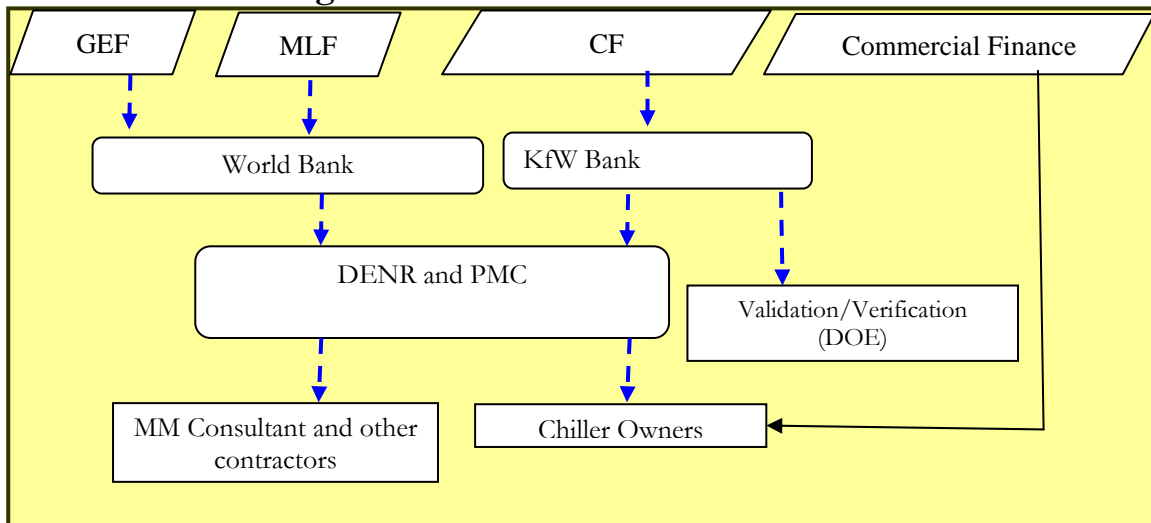 GEF
MLF
CF
Commercial Finance
World Bank
KfW Bank
DENR and PMC
Validation/Verification
(DOE)
MM Consultant and other
contractors
Chiller Owners